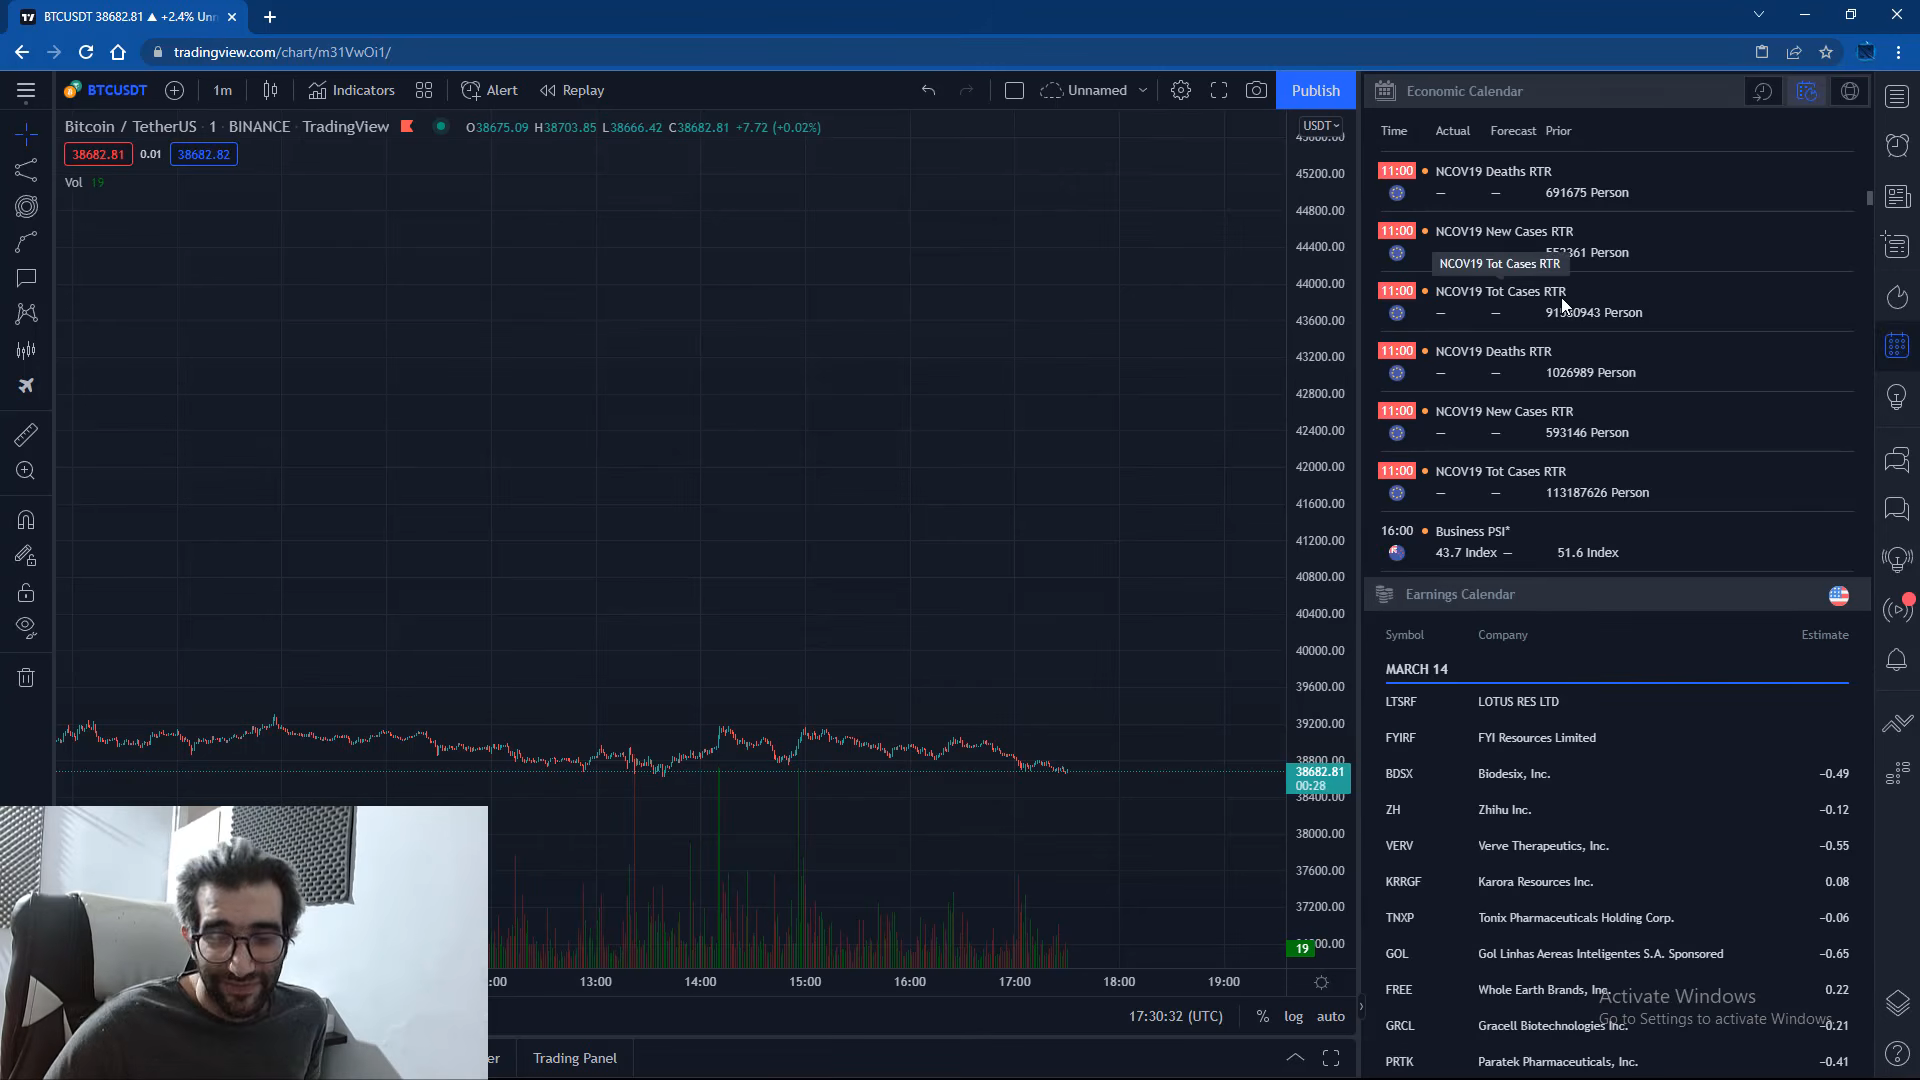 BTCUSDT 38682.81 ▲ +2.4% Unn
tradingview.com/chart/m31VwOi1/
BTCUSDT 1m Indicators Alert Replay Unnamed Publish
Bitcoin / TetherUS · 1 · BINANCE · TradingView O38675.09 H38703.85 L38666.42 C38682.81 +7.72 (+0.02%)
38682.81 0.01 38682.82
Vol 19
USDT
45200.00
44800.00
44400.00
44000.00
43600.00
43200.00
42800.00
42400.00
42000.00
41600.00
41200.00
40800.00
40400.00
40000.00
39600.00
39200.00
38800.00
38682.81
00:28
38400.00
38000.00
37600.00
37200.00
19
13:00 14:00 15:00 16:00 17:00 18:00 19:00
17:30:32 (UTC) % log auto
Trading Panel
Economic Calendar
Time Actual Forecast Prior
11:00 NCOV19 Deaths RTR
— — 691675 Person
11:00 NCOV19 New Cases RTR
Person
NCOV19 Tot Cases RTR
11:00 NCOV19 Tot Cases RTR
— — Person
11:00 NCOV19 Deaths RTR
— — 1026989 Person
11:00 NCOV19 New Cases RTR
— — 593146 Person
11:00 NCOV19 Tot Cases RTR
— — 113187626 Person
16:00 Business PSI*
43.7 Index — 51.6 Index
Earnings Calendar
Symbol Company Estimate
MARCH 14
LTSRF LOTUS RES LTD
FYIRF FYI Resources Limited
BDSX Biodesix, Inc. −0.49
ZH Zhihu Inc. −0.12
VERV Verve Therapeutics, Inc. −0.55
KRRGF Karora Resources Inc. 0.08
TNXP Tonix Pharmaceuticals Holding Corp. −0.06
GOL Gol Linhas Aereas Inteligentes S.A. Sponsored −0.65
FREE Whole Earth Brands, Inc. 0.22
GRCL Gracell Biotechnologies Inc. −0.21
PRTK Paratek Pharmaceuticals, Inc. −0.41
Activate Windows
Go to Settings to activate Windows.